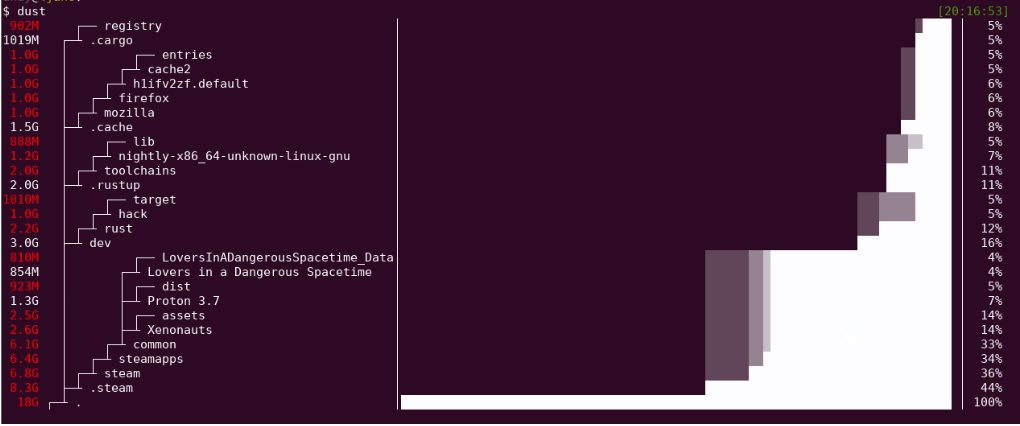 $ dust [20:16:53]
902M registry 5%
1019M .cargo 5%
1.0G entries 5%
1.0G cache2 5%
1.0G h1ifv2zf.default 6%
1.0G firefox 6%
1.0G mozilla 6%
1.5G .cache 8%
888M lib 5%
1.2G nightly-x86_64-unknown-linux-gnu 7%
2.0G toolchains 11%
2.0G .rustup 11%
1010M target 5%
1.0G hack 5%
2.2G rust 12%
3.0G dev 16%
810M LoversInADangerousSpacetime_Data 4%
854M Lovers in a Dangerous Spacetime 4%
923M dist 5%
1.3G Proton 3.7 7%
2.5G assets 14%
2.6G Xenonauts 14%
6.1G common 33%
6.4G steamapps 34%
6.8G steam 36%
8.3G .steam 44%
18G . 100%